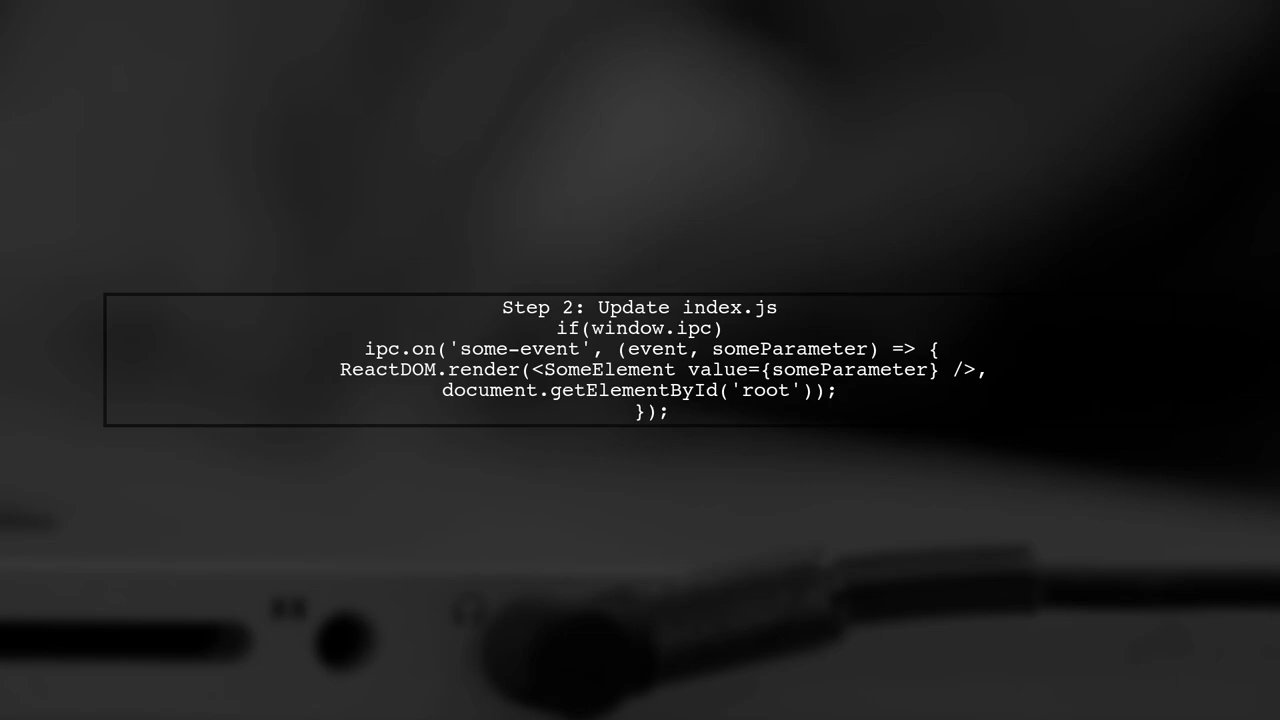 Step 2: Update index.js
if(window.ipc)
ipc.on('some-event', (event, someParameter) => {
ReactDOM.render(<SomeElement value={someParameter} />,
document.getElementById('root'));
});